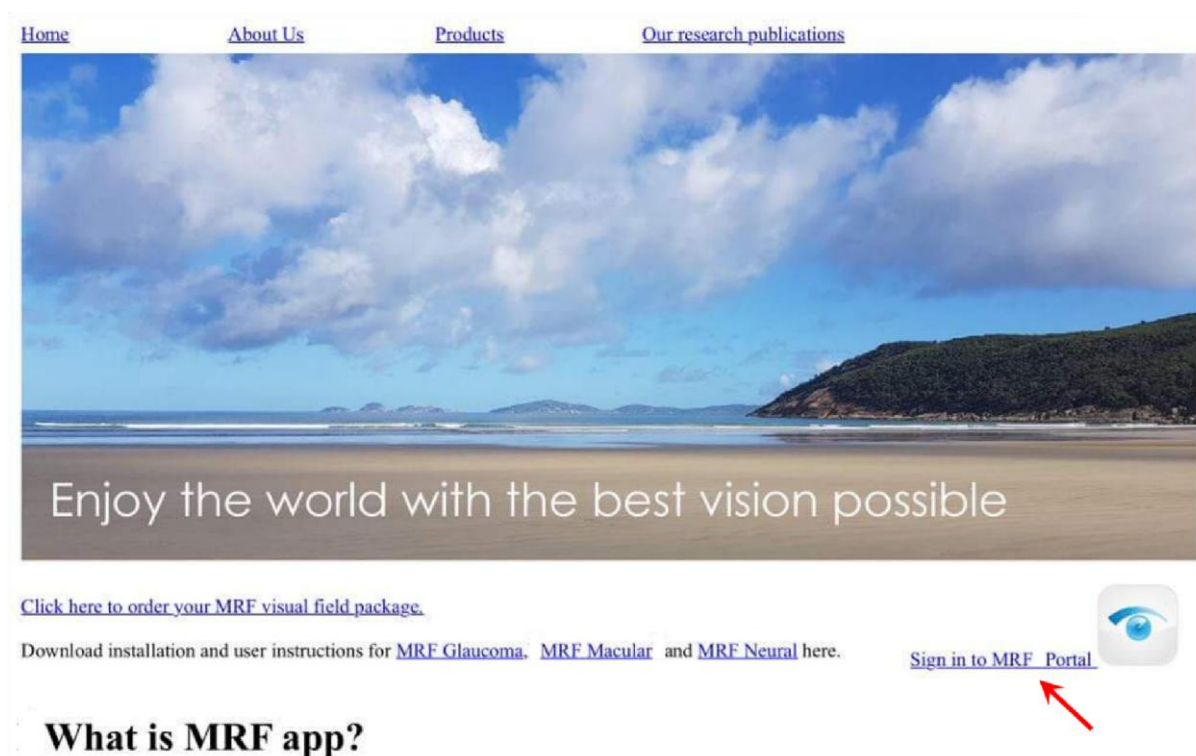 Home About Us Products Our research publications
Enjoy the world with the best vision possible
Click here to order your MRF visual field package.
Download installation and user instructions for MRF Glaucoma, MRF Macular and MRF Neural here.
Sign in to MRF Portal
What is MRF app?